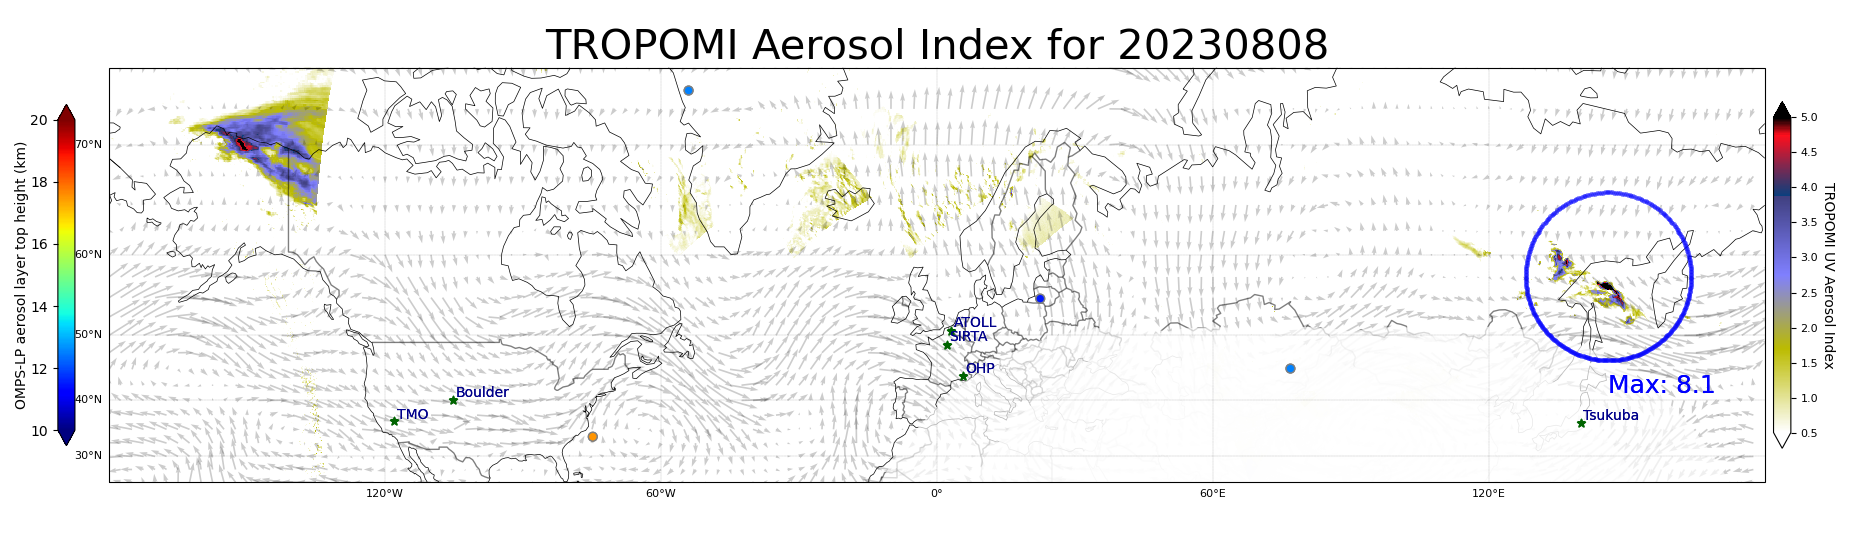 TROPOMI Aerosol Index for 20230808
OMPS-LP aerosol layer top height (km)
20
18
16
14
12
10
70°N
60°N
50°N
40°N
30°N
120°W
60°W
0°
60°E
120°E
ATOLL
SIRTA
OHP
Boulder
TMO
Tsukuba
Max: 8.1
5.0
4.5
4.0
3.5
3.0
2.5
2.0
1.5
1.0
0.5
TROPOMI UV Aerosol Index